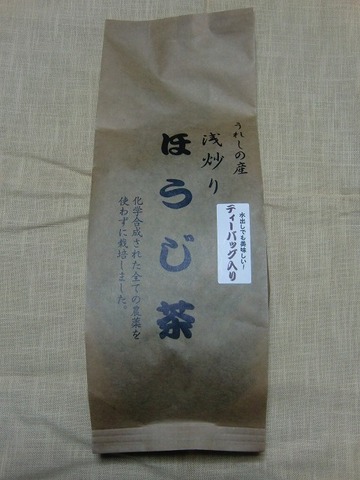 うれしの産
浅炒り
ほうじ茶
水出しでも美味しい！
ティーバッグ入り
化学合成された全ての農薬を
使わずに栽培しました。